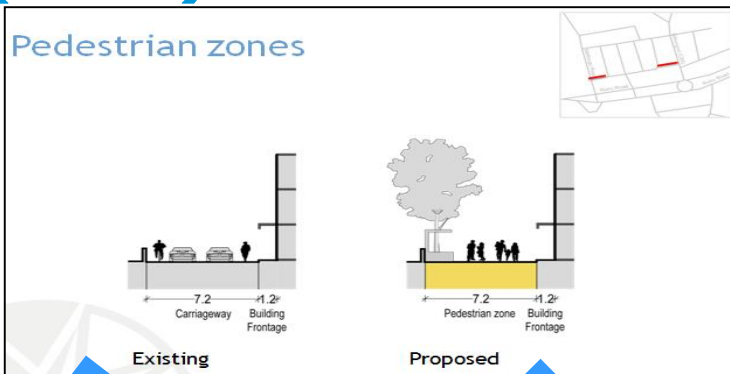 Pedestrian zones
7.2
1.2
Carriageway
Building
Frontage
7.2
1.2
Pedestrian zone
Building
Frontage
Existing
Proposed